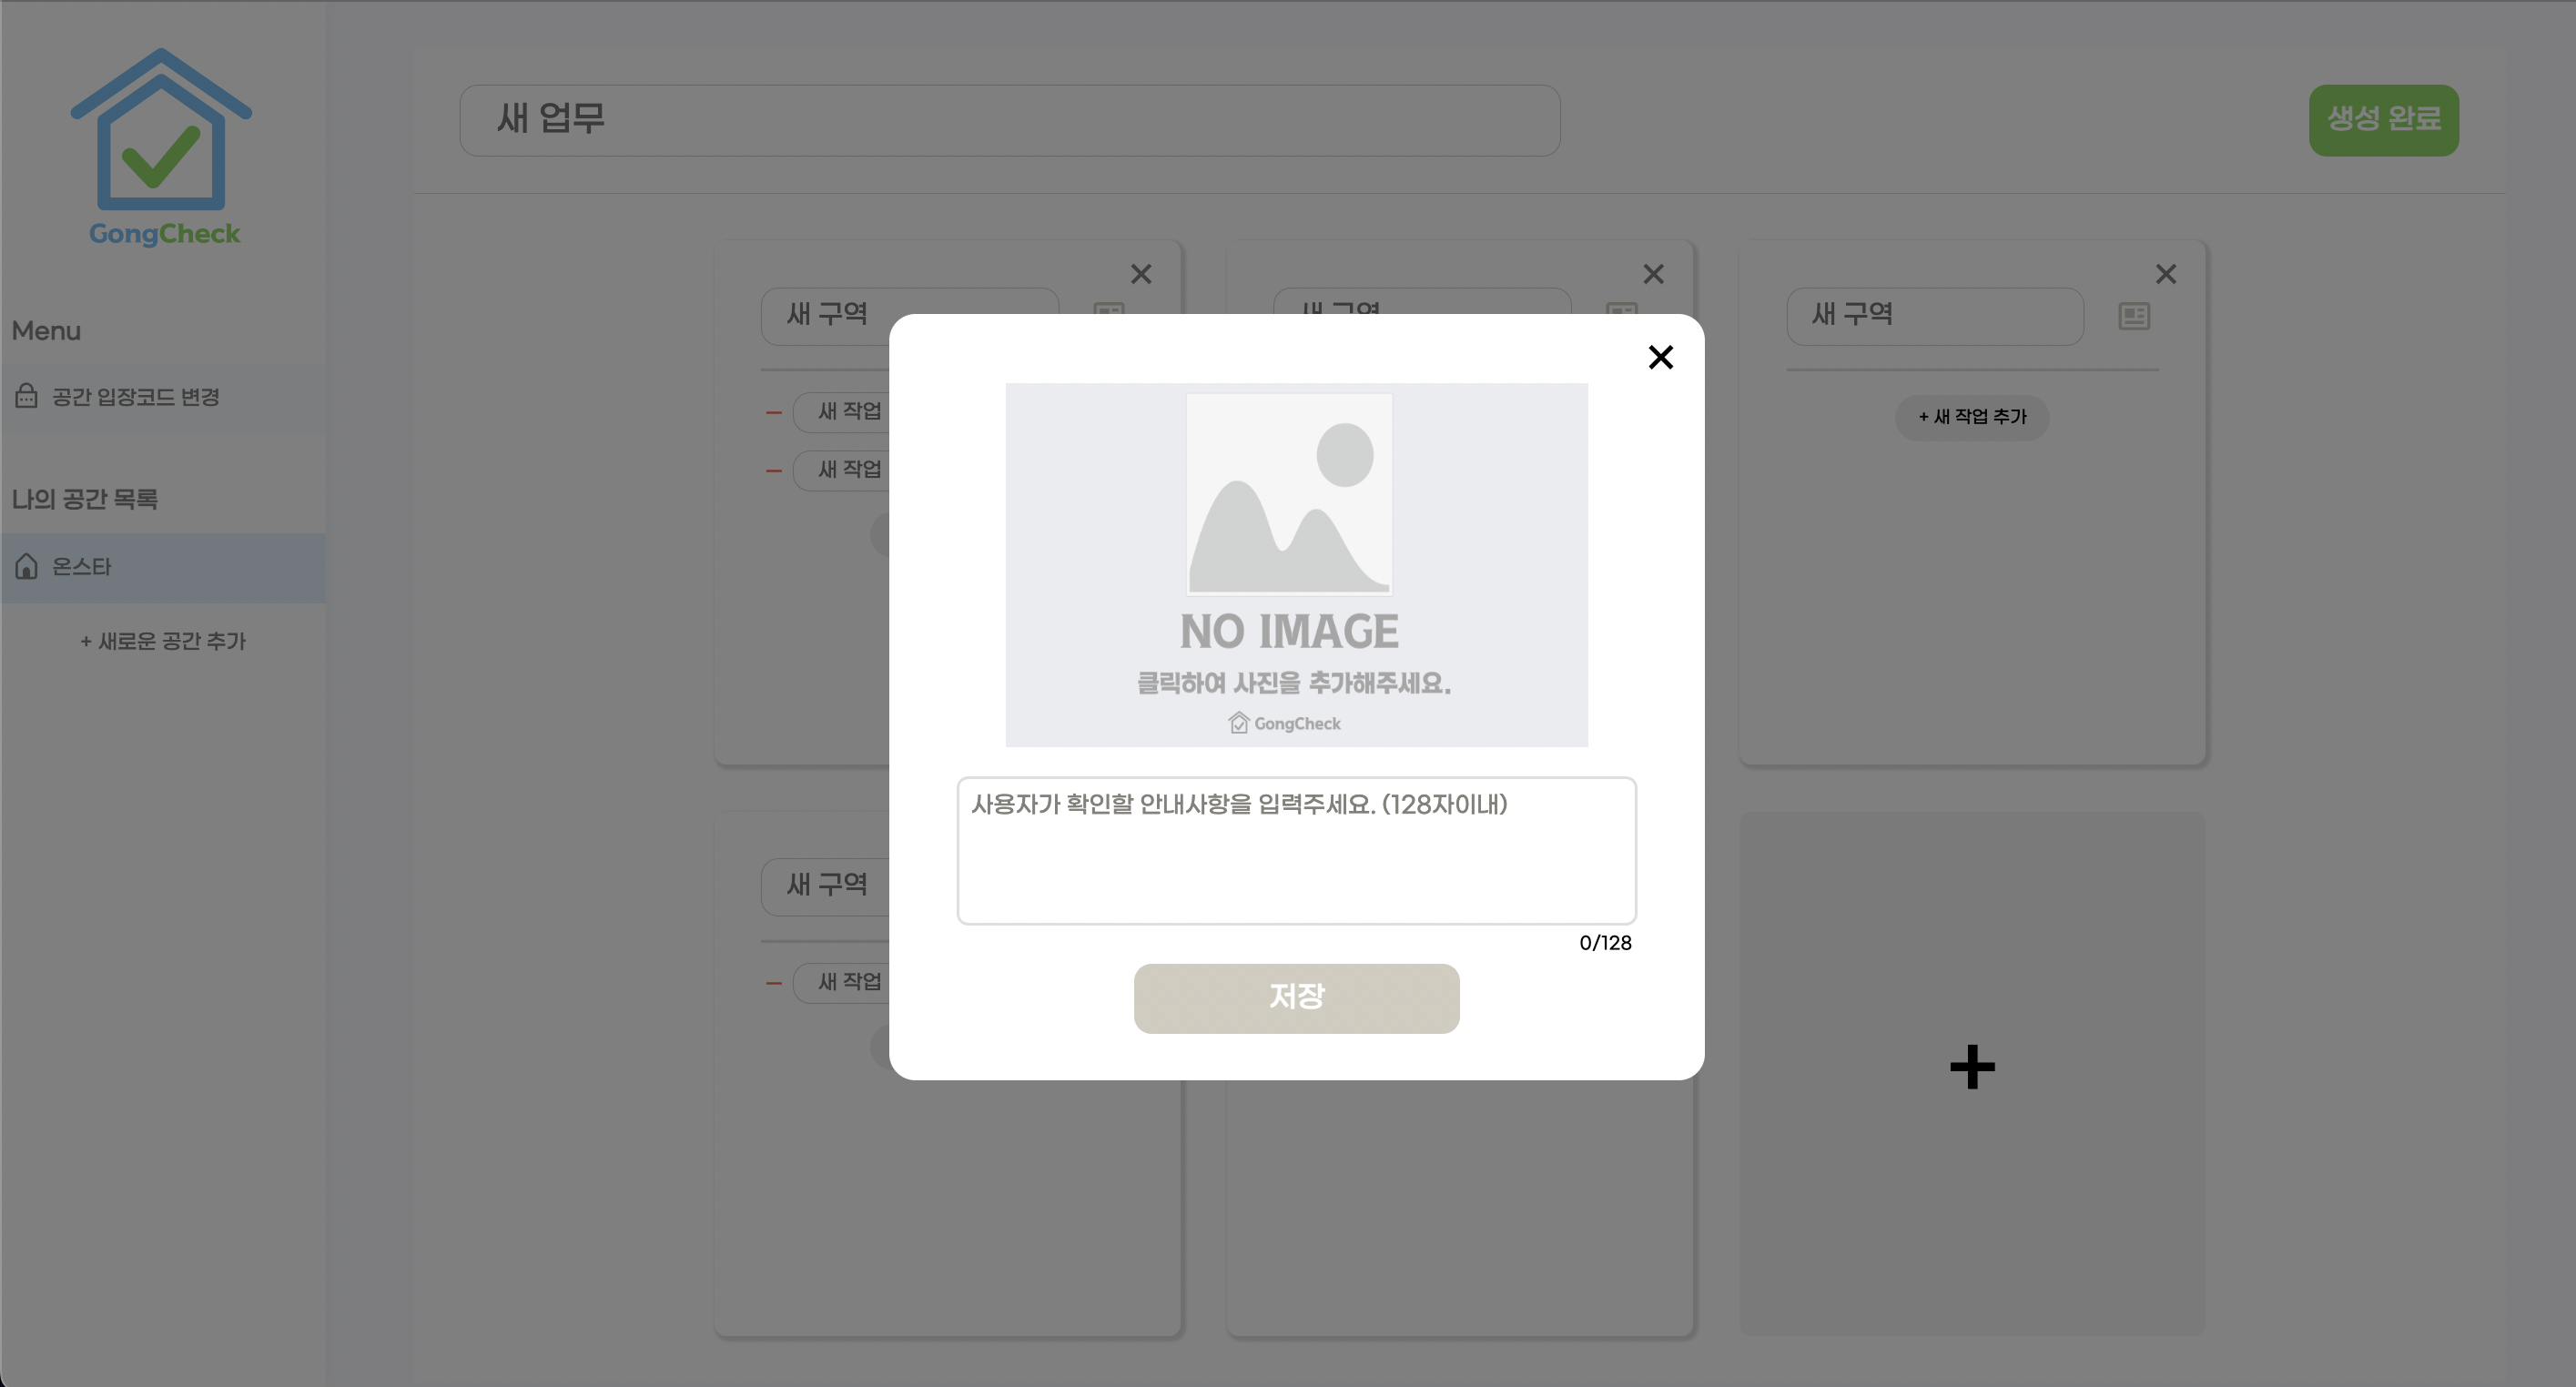 GongCheck
Menu
공간 입장코드 변경
나의 공간 목록
온스타
+ 새로운 공간 추가
새 업무
생성 완료
새 구역
새 작업
새 작업
새 구역
새 구역
+ 새 작업 추가
새 구역
새 작업
NO IMAGE
클릭하여 사진을 추가해주세요.
GongCheck
사용자가 확인할 안내사항을 입력주세요. (128자이내)
0/128
저장